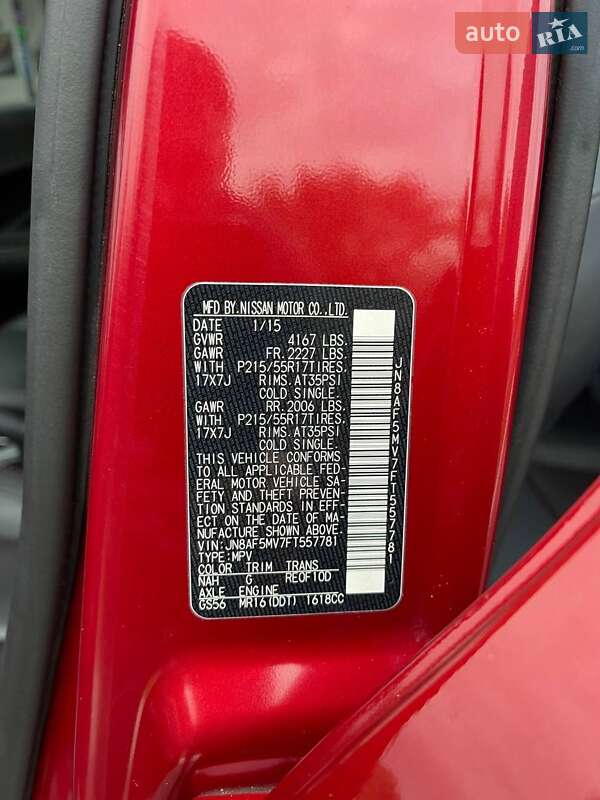 auto RIA .com
MFD BY.NISSAN MOTOR CO.,LTD.
DATE 1/15
GVWR 4167 LBS.
GAWR FR.2227 LBS.
WITH P215/55R17TIRES.
17X7J RIMS.AT35PSI
COLD SINGLE.
GAWR RR.2006 LBS.
WITH P215/55R17TIRES.
17X7J RIMS.AT35PSI
COLD SINGLE.
THIS VEHICLE CONFORMS
TO ALL APPLICABLE FED-
ERAL MOTOR VEHICLE SA-
FETY AND THEFT PREVEN-
TION STANDARDS IN EFF-
ECT ON THE DATE OF MA-
NUFACTURE SHOWN ABOVE.
VIN:JN8AF5MV7FT557781
TYPE:MPV
COLOR TRIM TRANS
NAH G RE0F10D
AXLE ENGINE
GS56 MR16(DDT) 1618CC
JN8AF5MV7FT557781